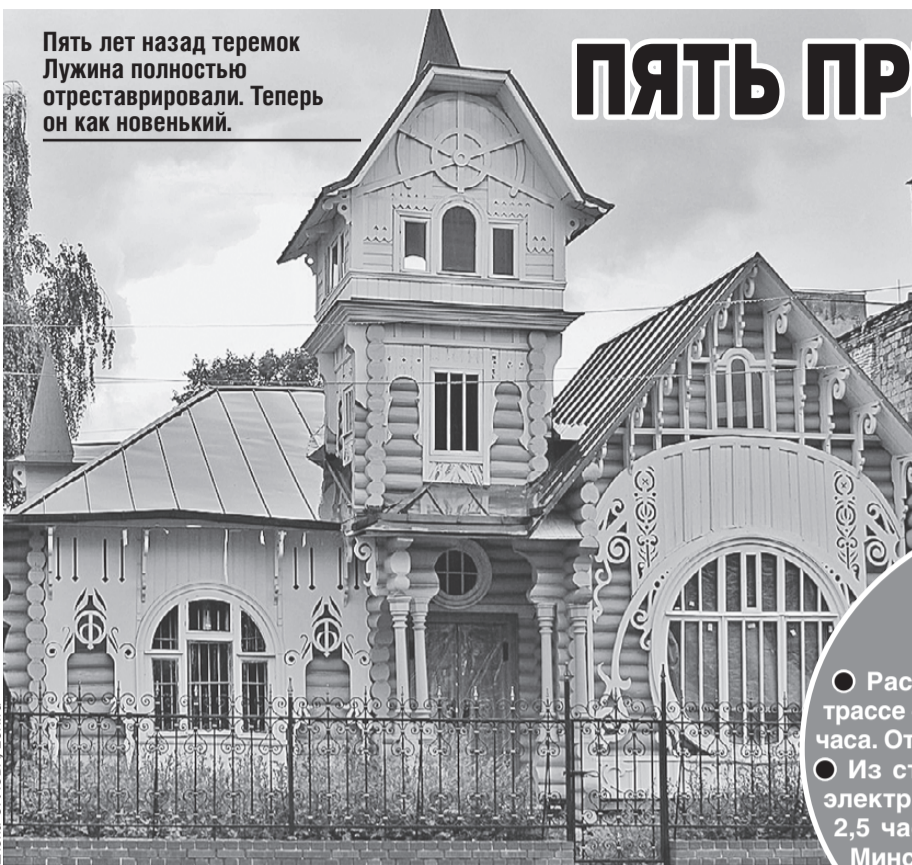 Пять лет назад теремок
Лужина полностью
отреставрировали. Теперь
он как новенький.
ПЯТЬ ПР
● Рас
трассе
часа. От
● Из ст
электр
2,5 ча
Минс